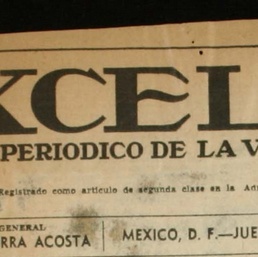 XCEL
PERIODICO DE LA V
Registrado como artículo de segunda clase en la Ad
GENERAL
RRA ACOSTA
MEXICO, D. F.—JUE